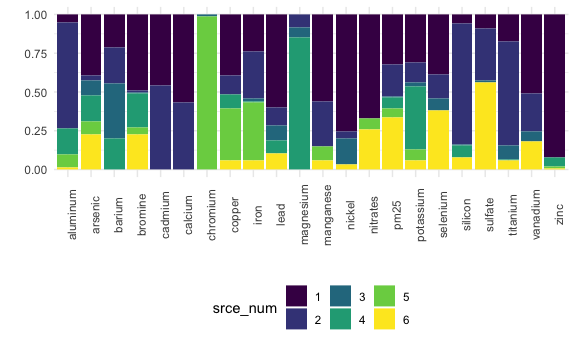 1.00
0.75
0.50
0.25
0.00
aluminum
arsenic
barium
bromine
cadmium
calcium
chromium
copper
iron
lead
magnesium
manganese
nickel
nitrates
pm25
potassium
selenium
silicon
sulfate
titanium
vanadium
zinc
srce_num
1 3 5
2 4 6